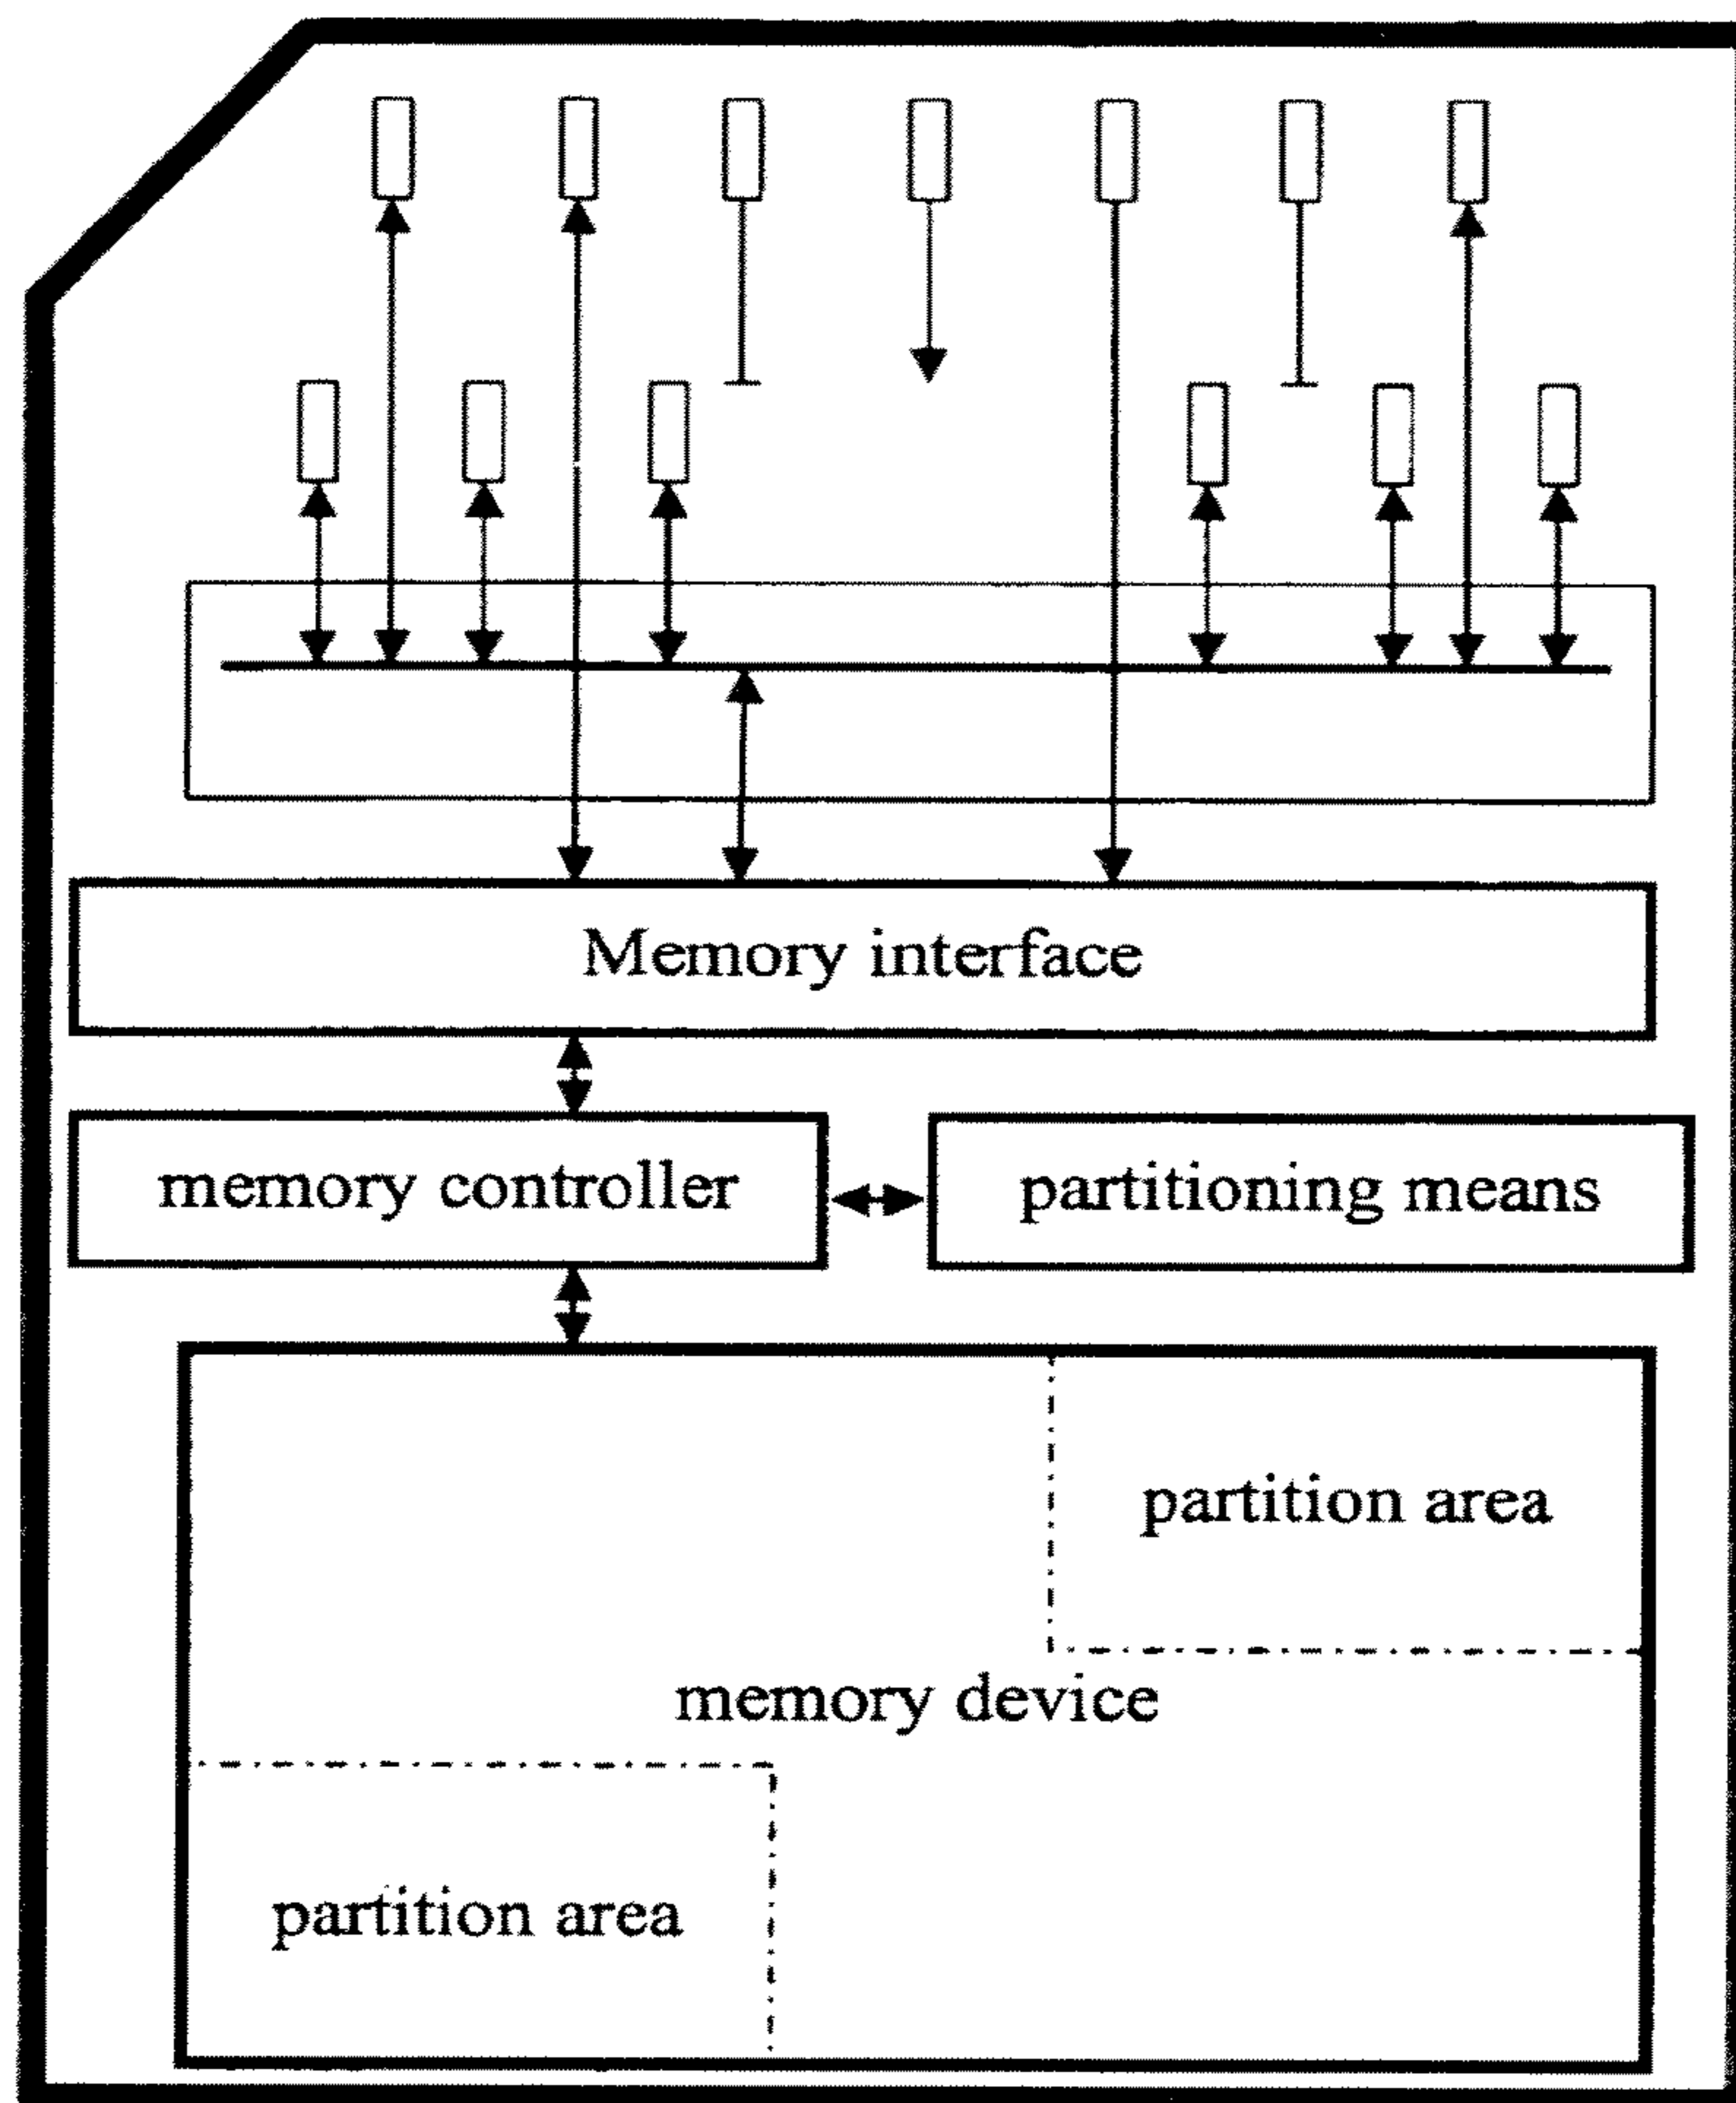 Memory interface
memory controller
partitioning means
partition area
memory device
partition area